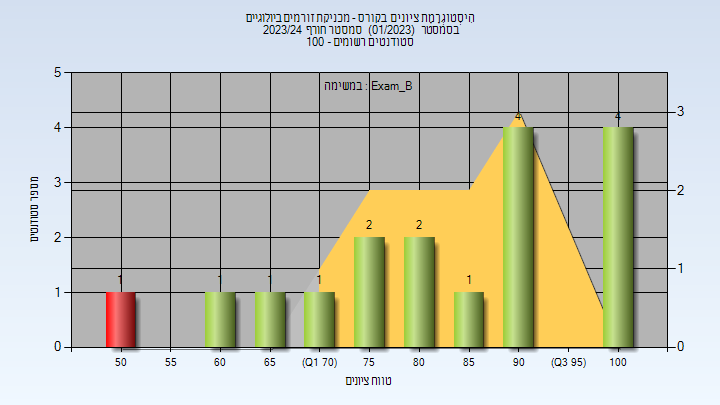 היסטוגרמת ציונים בקורס - מכניקת זורמים ביולוגיים
בסמסטר (01/2023) סמסטר חורף 2023/24
סטודנטים רשומים - 100
במשימה : Exam_B
מספר סטודנטים
5
4
3
2
1
0
3
2
1
0
1
1
1
1
2
2
1
4
4
50 55 60 65 (Q1 70) 75 80 85 90 (Q3 95) 100
טווח ציונים